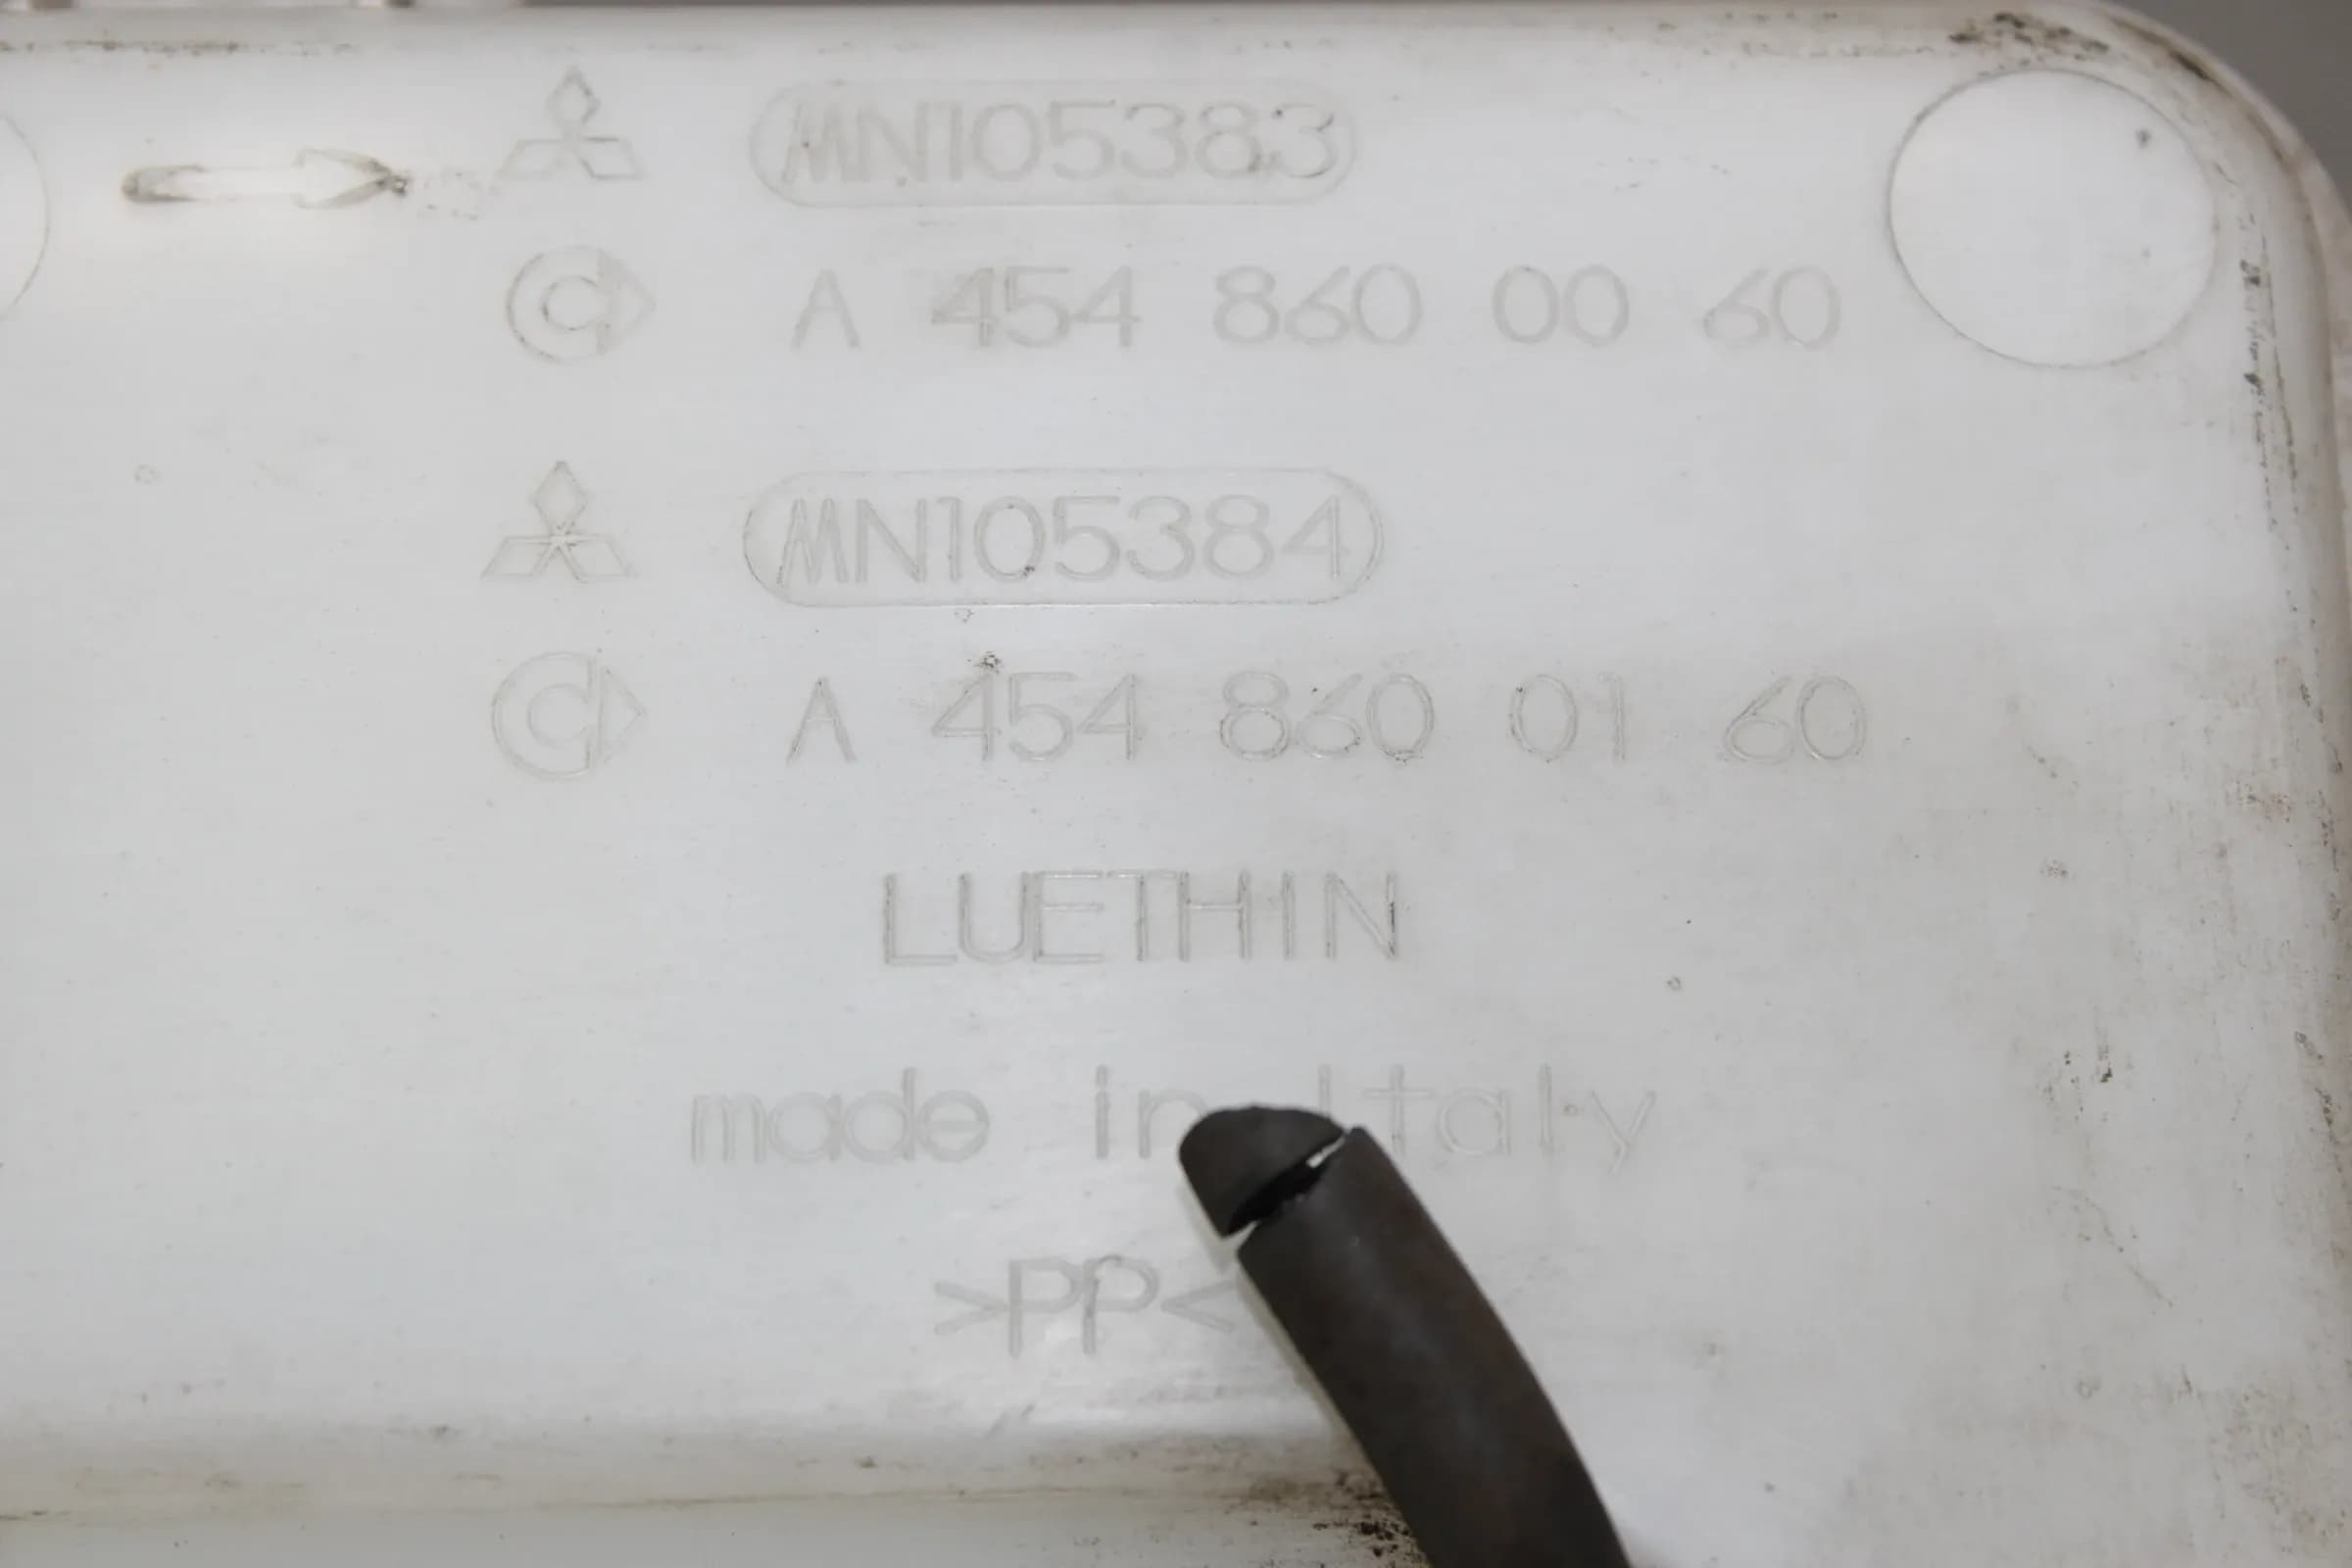 MN105383
A 454 860 00 60
MN105384
A 454 860 01 60
LUETHIN
made in Italy
>PP<